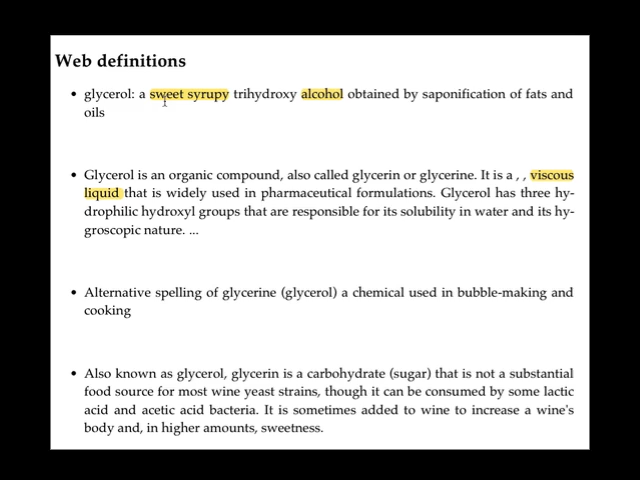 Web definitions
• glycerol: a sweet syrupy trihydroxy alcohol obtained by saponification of fats and
oils
• Glycerol is an organic compound, also called glycerin or glycerine. It is a , , viscous
liquid that is widely used in pharmaceutical formulations. Glycerol has three hy-
drophilic hydroxyl groups that are responsible for its solubility in water and its hy-
groscopic nature. ...
• Alternative spelling of glycerine (glycerol) a chemical used in bubble-making and
cooking
• Also known as glycerol, glycerin is a carbohydrate (sugar) that is not a substantial
food source for most wine yeast strains, though it can be consumed by some lactic
acid and acetic acid bacteria. It is sometimes added to wine to increase a wine's
body and, in higher amounts, sweetness.